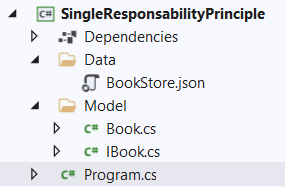 C# SingleResponsabilityPrinciple
Dependencies
Data
BookStore.json
Model
C# Book.cs
C# IBook.cs
C# Program.cs